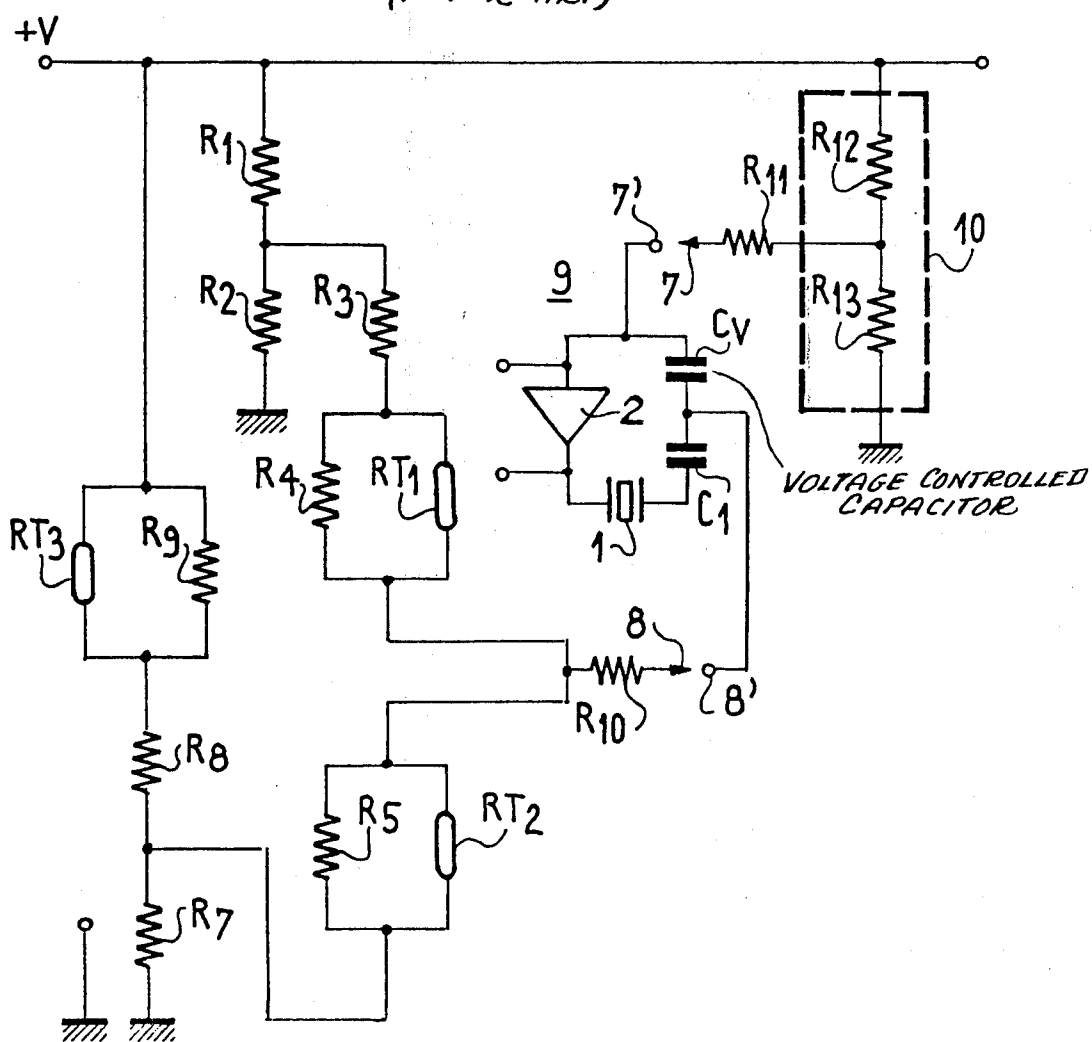 +V
R1
R12
R11
7'
10
R2
R3
9
7
R13
CV
2
R4
RT1
VOLTAGE CONTROLLED
CAPACITOR
C1
RT3
R9
1
8
R10
8'
R8
R5
RT2
R7